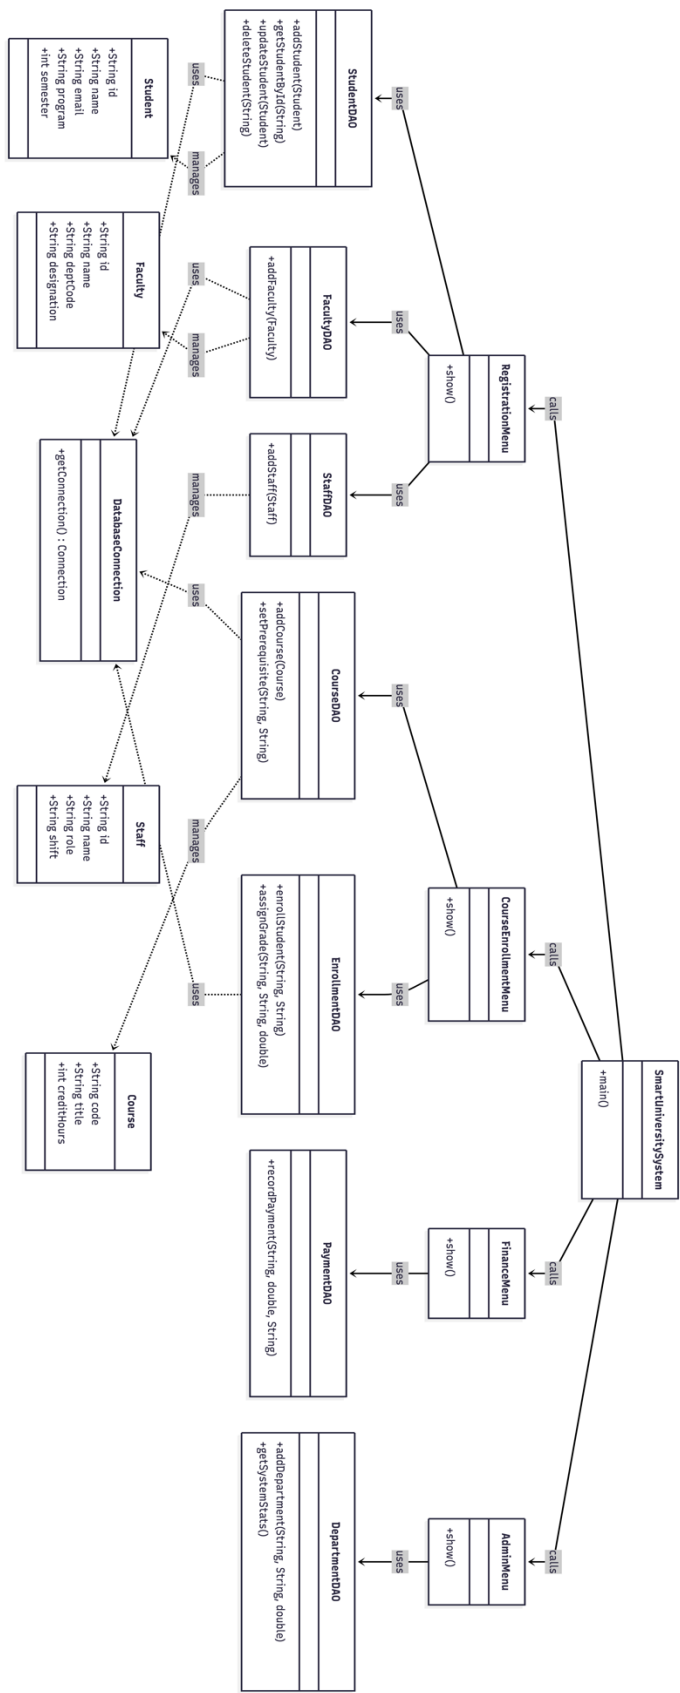 SmartUniversitySystem
+main()
calls
calls
calls
calls
RegistrationMenu
+show()
CourseEnrollmentMenu
+show()
FinanceMenu
+show()
AdminMenu
+show()
uses
uses
uses
uses
uses
uses
uses
StudentDAO
+addStudent(Student)
+getStudentById(String)
+updateStudent(Student)
+deleteStudent(String)
FacultyDAO
+addFaculty(Faculty)
StaffDAO
+addStaff(Staff)
CourseDAO
+addCourse(Course)
+setPrerequisite(String, String)
EnrollmentDAO
+enrollStudent(String, String)
+assignGrade(String, String, double)
PaymentDAO
+recordPayment(String, double, String)
DepartmentDAO
+addDepartment(String, String, double)
+getSystemStats()
uses
manages
uses
manages
manages
uses
manages
uses
Student
+String id
+String name
+String email
+String program
+int semester
Faculty
+String id
+String name
+String deptCode
+String designation
DatabaseConnection
+getConnection() : Connection
Staff
+String id
+String name
+String role
+String shift
Course
+String code
+String title
+int creditHours